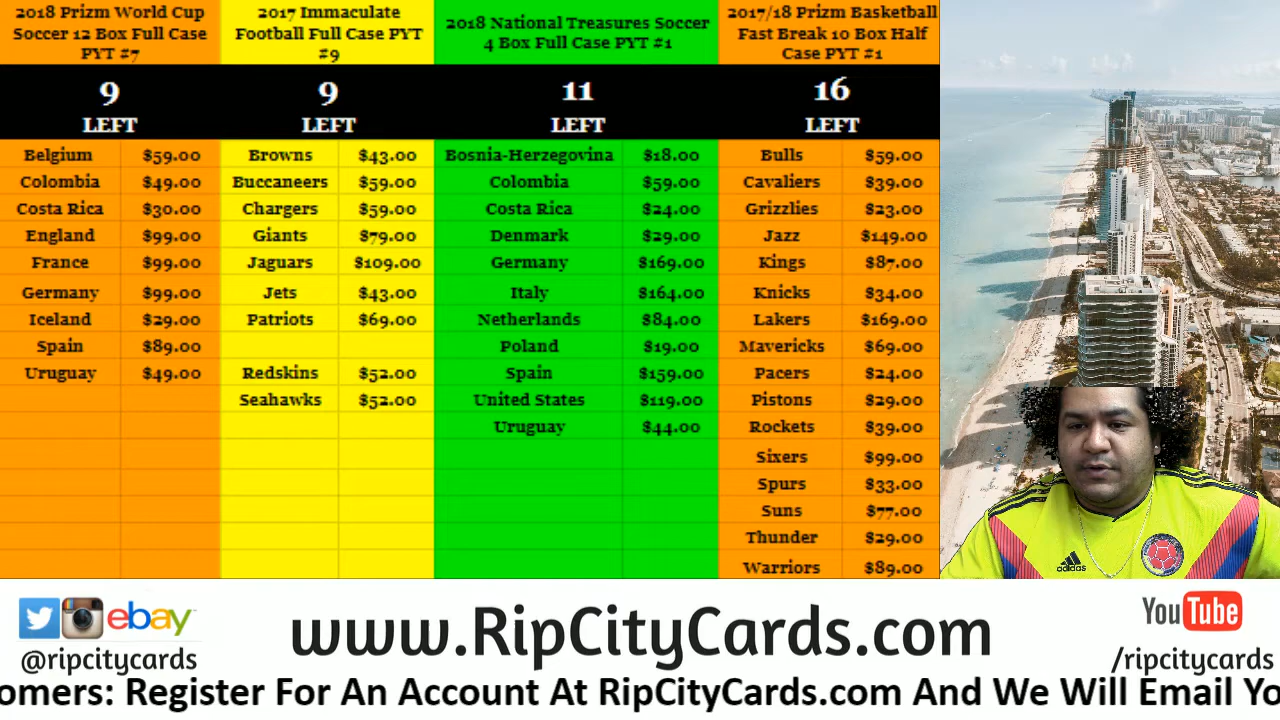 2018 Prizm World Cup
Soccer 12 Box Full Case
PYT #7
9
LEFT
Belgium $59.00
Colombia $49.00
Costa Rica $30.00
England $99.00
France $99.00
Germany $99.00
Iceland $29.00
Spain $89.00
Uruguay $49.00
2017 Immaculate
Football Full Case PYT
#9
9
LEFT
Browns $43.00
Buccaneers $59.00
Chargers $59.00
Giants $79.00
Jaguars $109.00
Jets $43.00
Patriots $69.00
Redskins $52.00
Seahawks $52.00
2018 National Treasures Soccer
4 Box Full Case PYT #1
11
LEFT
Bosnia-Herzegovina $18.00
Colombia $59.00
Costa Rica $24.00
Denmark $29.00
Germany $169.00
Italy $164.00
Netherlands $84.00
Poland $19.00
Spain $159.00
United States $119.00
Uruguay $44.00
2017/18 Prizm Basketball
Fast Break 10 Box Half
Case PYT #1
16
LEFT
Bulls $59.00
Cavaliers $39.00
Grizzlies $23.00
Jazz $149.00
Kings $87.00
Knicks $34.00
Lakers $169.00
Mavericks $69.00
Pacers $24.00
Pistons $29.00
Rockets $39.00
Sixers $99.00
Spurs $33.00
Suns $77.00
Thunder $29.00
Warriors $89.00
adidas
ebay
@ripcitycards
www.RipCityCards.com
YouTube
/ripcitycards
omers: Register For An Account At RipCityCards.com And We Will Email Yo